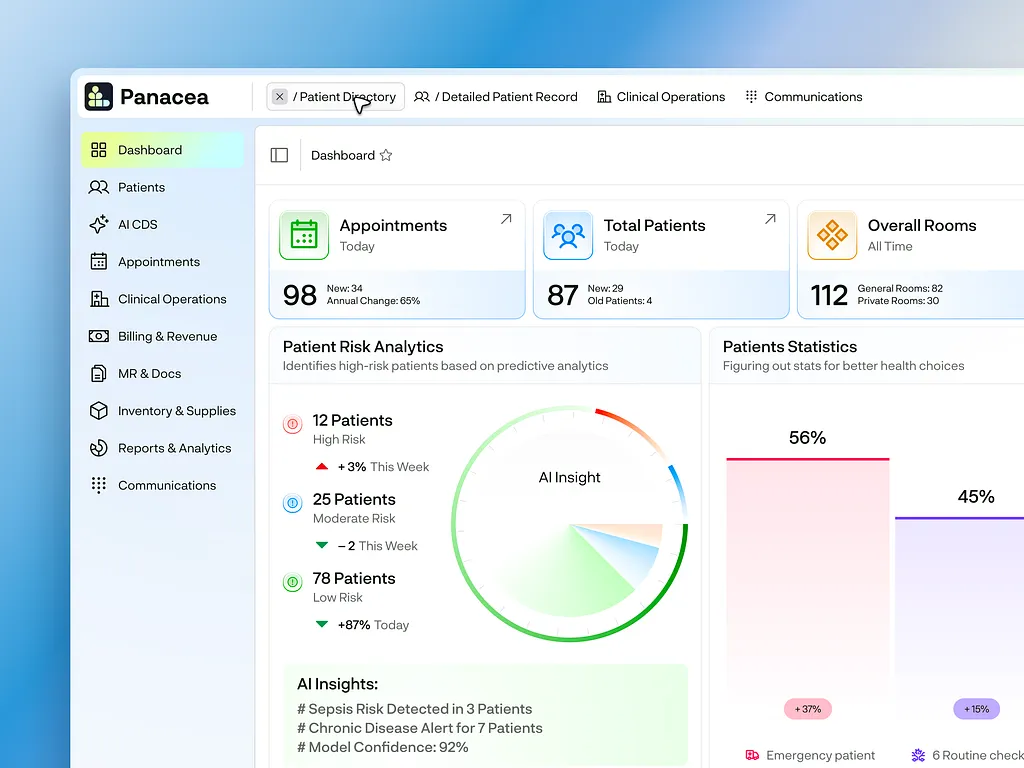 Panacea
/ Patient Directory
/ Detailed Patient Record
Clinical Operations
Communications
Dashboard
Patients
AI CDS
Appointments
Clinical Operations
Billing & Revenue
MR & Docs
Inventory & Supplies
Reports & Analytics
Communications
Dashboard
Appointments
Today
98
New: 34
Annual Change: 65%
Total Patients
Today
87
New: 29
Old Patients: 4
Overall Rooms
All Time
112
General Rooms: 82
Private Rooms: 30
Patient Risk Analytics
Identifies high-risk patients based on predictive analytics
12 Patients
High Risk
+ 3% This Week
25 Patients
Moderate Risk
– 2 This Week
78 Patients
Low Risk
+87% Today
AI Insight
AI Insights:
# Sepsis Risk Detected in 3 Patients
# Chronic Disease Alert for 7 Patients
# Model Confidence: 92%
Patients Statistics
Figuring out stats for better health choices
56%
45%
+ 37%
+ 15%
Emergency patient
6 Routine check